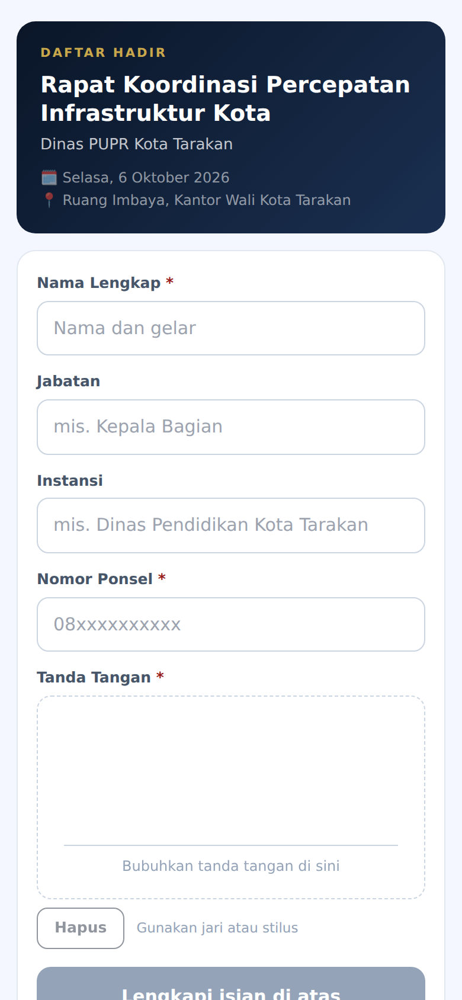 DAFTAR HADIR
Rapat Koordinasi Percepatan
Infrastruktur Kota
Dinas PUPR Kota Tarakan
🗓️ Selasa, 6 Oktober 2026
📍 Ruang Imbaya, Kantor Wali Kota Tarakan
Nama Lengkap *
Nama dan gelar
Jabatan
mis. Kepala Bagian
Instansi
mis. Dinas Pendidikan Kota Tarakan
Nomor Ponsel *
08xxxxxxxxxx
Tanda Tangan *
Bubuhkan tanda tangan di sini
Hapus Gunakan jari atau stilus
Lengkapi isian di atas